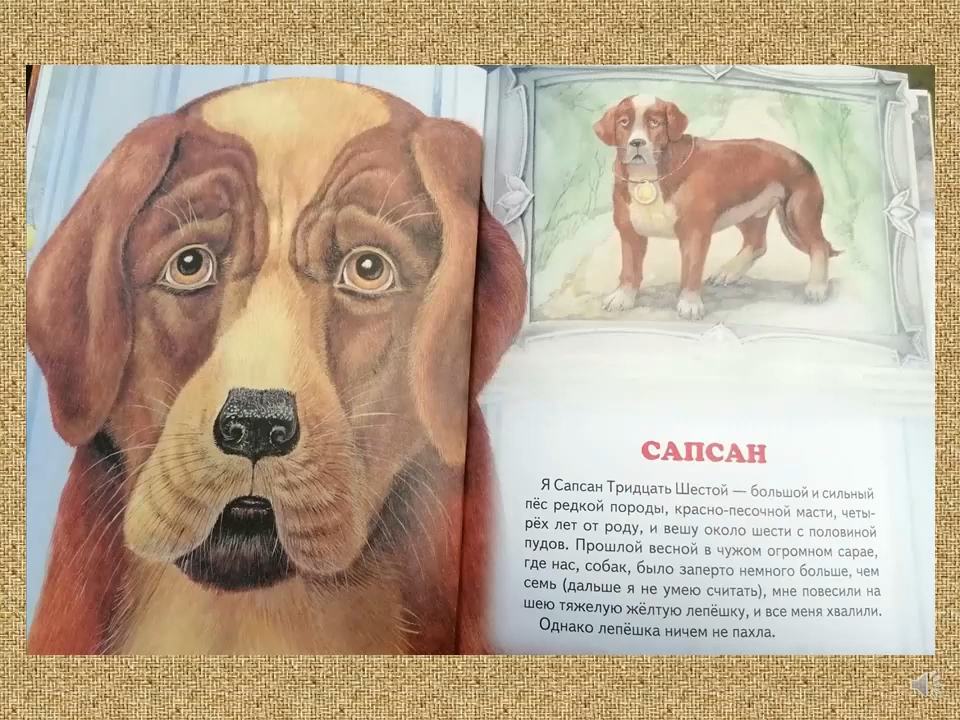 САПСАН
Я Сапсан Тридцать Шестой — большой и сильный
пёс редкой породы, красно-песочной масти, четы-
рёх лет от роду, и вешу около шести с половиной
пудов. Прошлой весной в чужом огромном сарае,
где нас, собак, было заперто немного больше, чем
семь (дальше я не умею считать), мне повесили на
шею тяжелую жёлтую лепёшку, и все меня хвалили.
Однако лепёшка ничем не пахла.